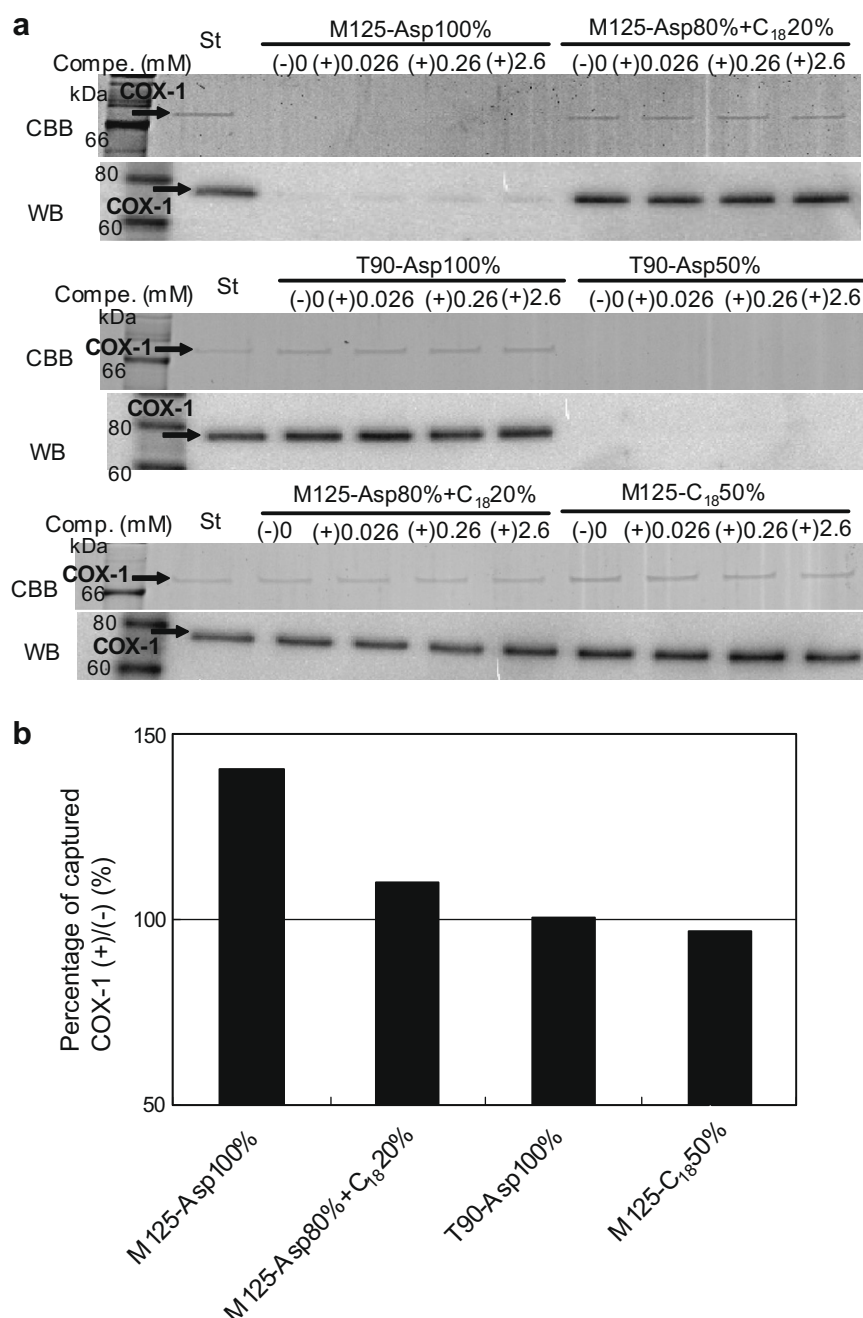 a
St
M125-Asp100%
M125-Asp80%+C₁₈20%
Compe. (mM)
(-)0 (+)0.026 (+)0.26 (+)2.6
(-)0 (+)0.026 (+)0.26 (+)2.6
kDa
COX-1
CBB
66
80
WB
COX-1
60
St
T90-Asp100%
T90-Asp50%
Compe. (mM)
(-)0 (+)0.026 (+)0.26 (+)2.6
(-)0 (+)0.026 (+)0.26 (+)2.6
kDa
COX-1
CBB
66
COX-1
80
WB
60
M125-Asp80%+C₁₈20%
M125-C₁₈50%
Comp. (mM)
St
(-)0 (+)0.026 (+)0.26 (+)2.6
(-)0 (+)0.026 (+)0.26 (+)2.6
kDa
COX-1
CBB
66
80
WB
COX-1
60
b
Percentage of captured
COX-1 (+)/(-) (%)
150
100
50
M125-Asp100%
M125-Asp80%+C₁₈20%
T90-Asp100%
M125-C₁₈50%